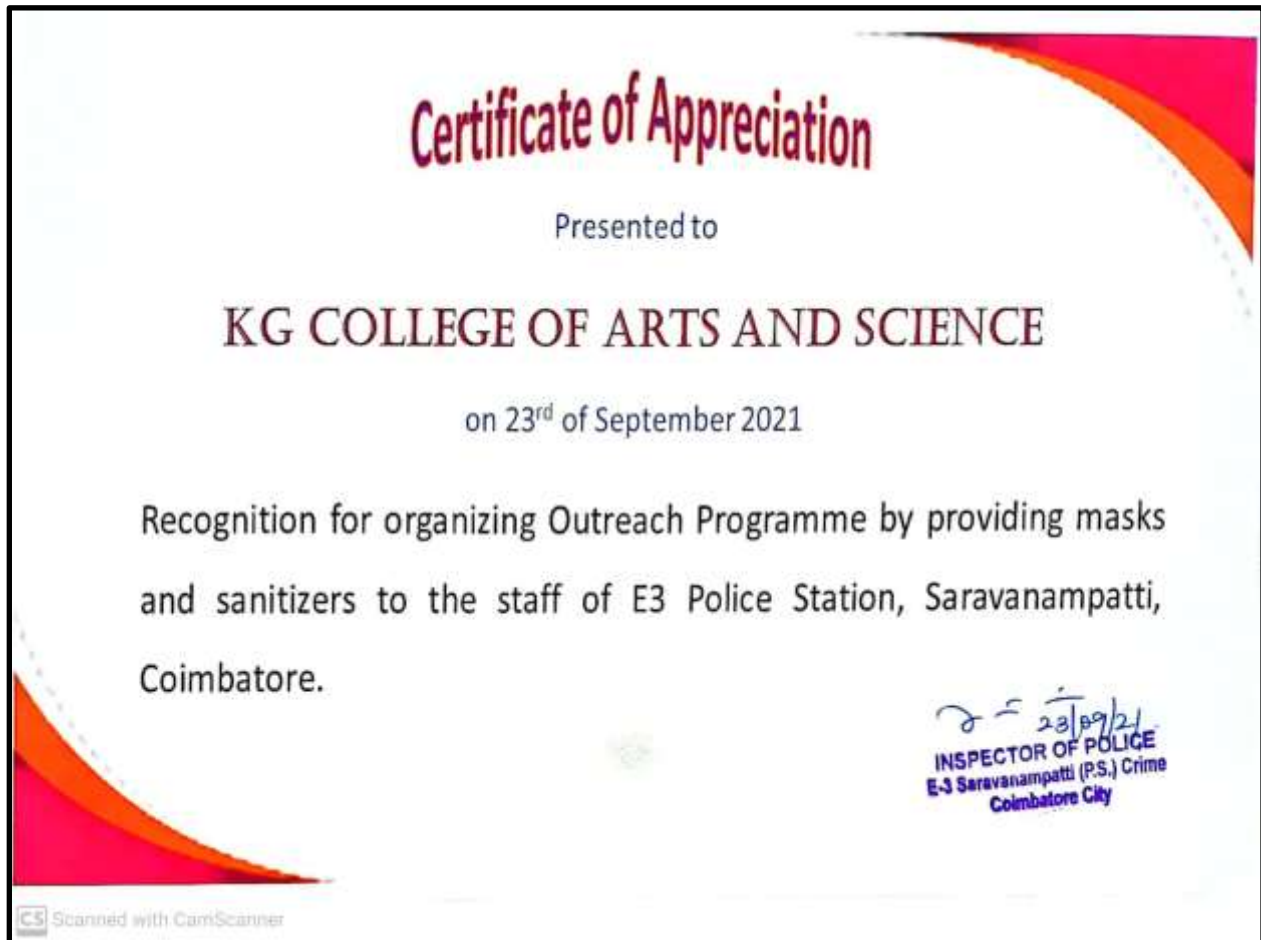 Certificate of Appreciation
Presented to
KG COLLEGE OF ARTS AND SCIENCE
on 23rd of September 2021
Recognition for organizing Outreach Programme by providing masks
and sanitizers to the staff of E3 Police Station, Saravanampatti,
Coimbatore.
23/09/21
INSPECTOR OF POLICE
E-3 Saravanampatti (P.S.) Crime
Coimbatore City
CS Scanned with CamScanner